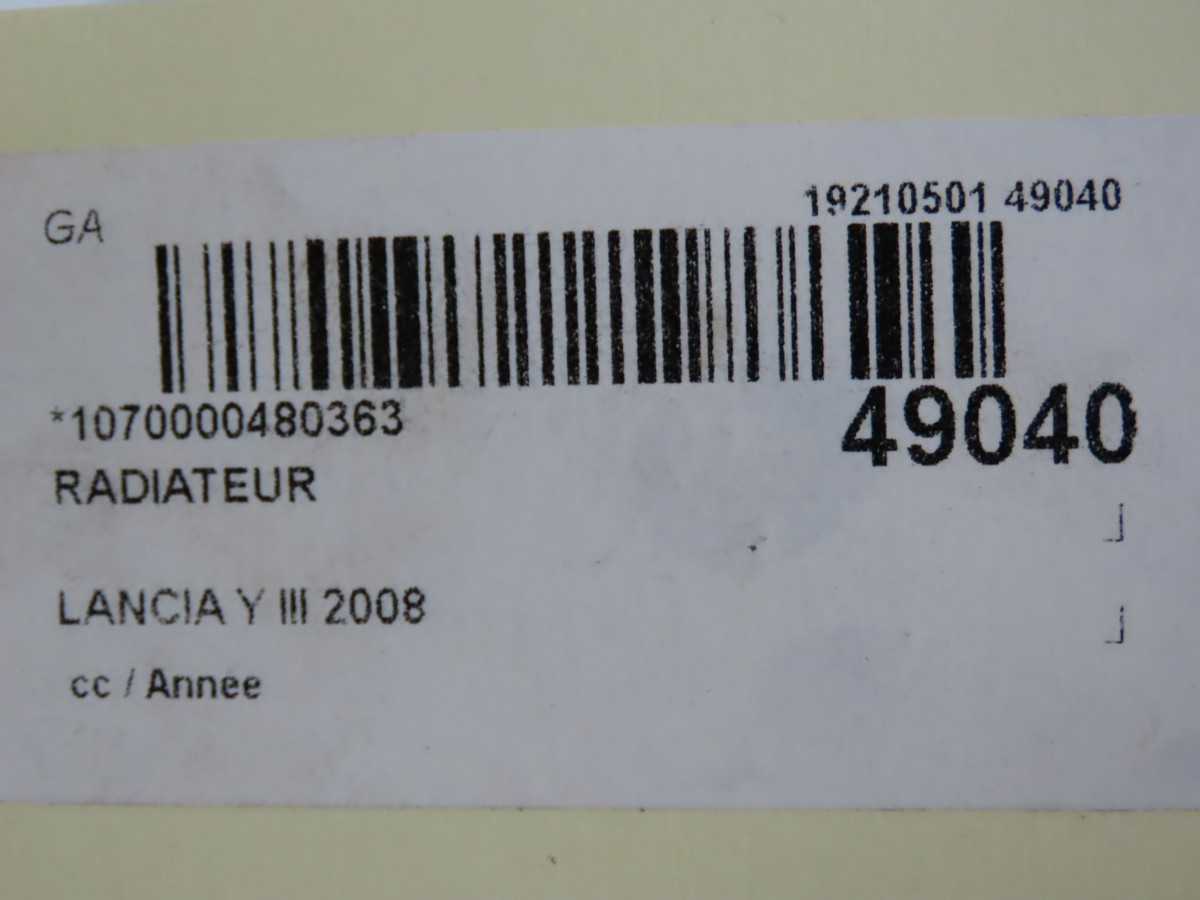 19210501 49040
GA
*1070000480363
49040
RADIATEUR
LANCIA Y III 2008
cc / Annee